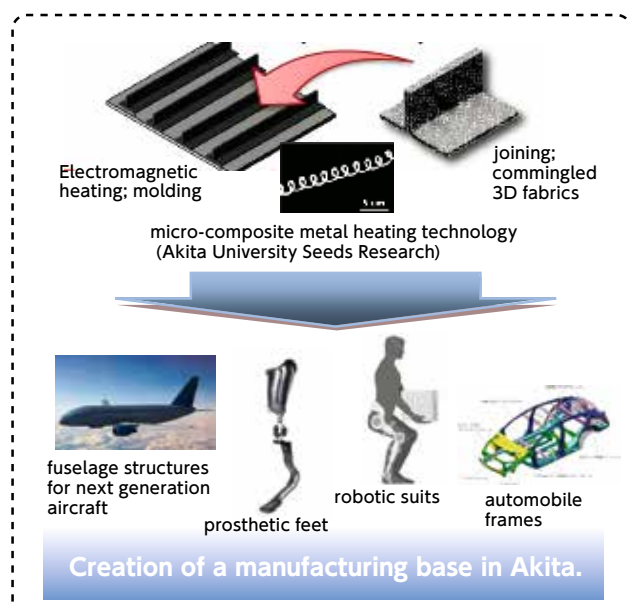 Electromagnetic
heating; molding
joining;
commingled
3D fabrics
micro-composite metal heating technology
(Akita University Seeds Research)
fuselage structures
for next generation
aircraft
prosthetic feet
robotic suits
automobile
frames
Creation of a manufacturing base in Akita.